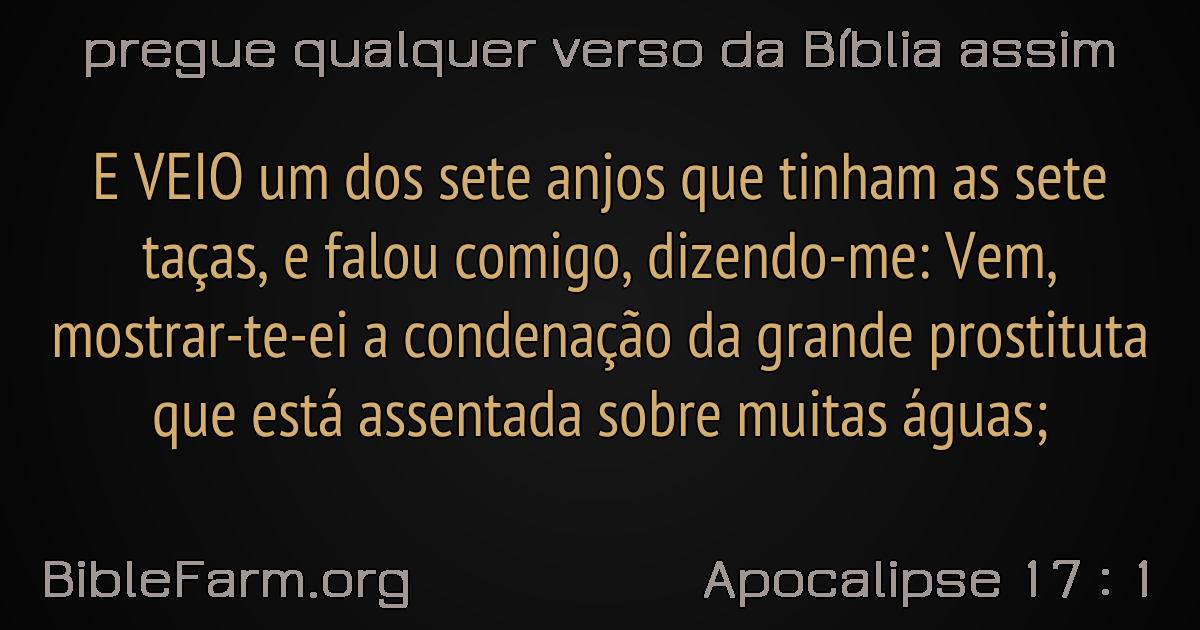 pregue qualquer verso da Bíblia assim
E VEIO um dos sete anjos que tinham as sete
taças, e falou comigo, dizendo-me: Vem,
mostrar-te-ei a condenação da grande prostituta
que está assentada sobre muitas águas;
BibleFarm.org
Apocalipse 17 : 1